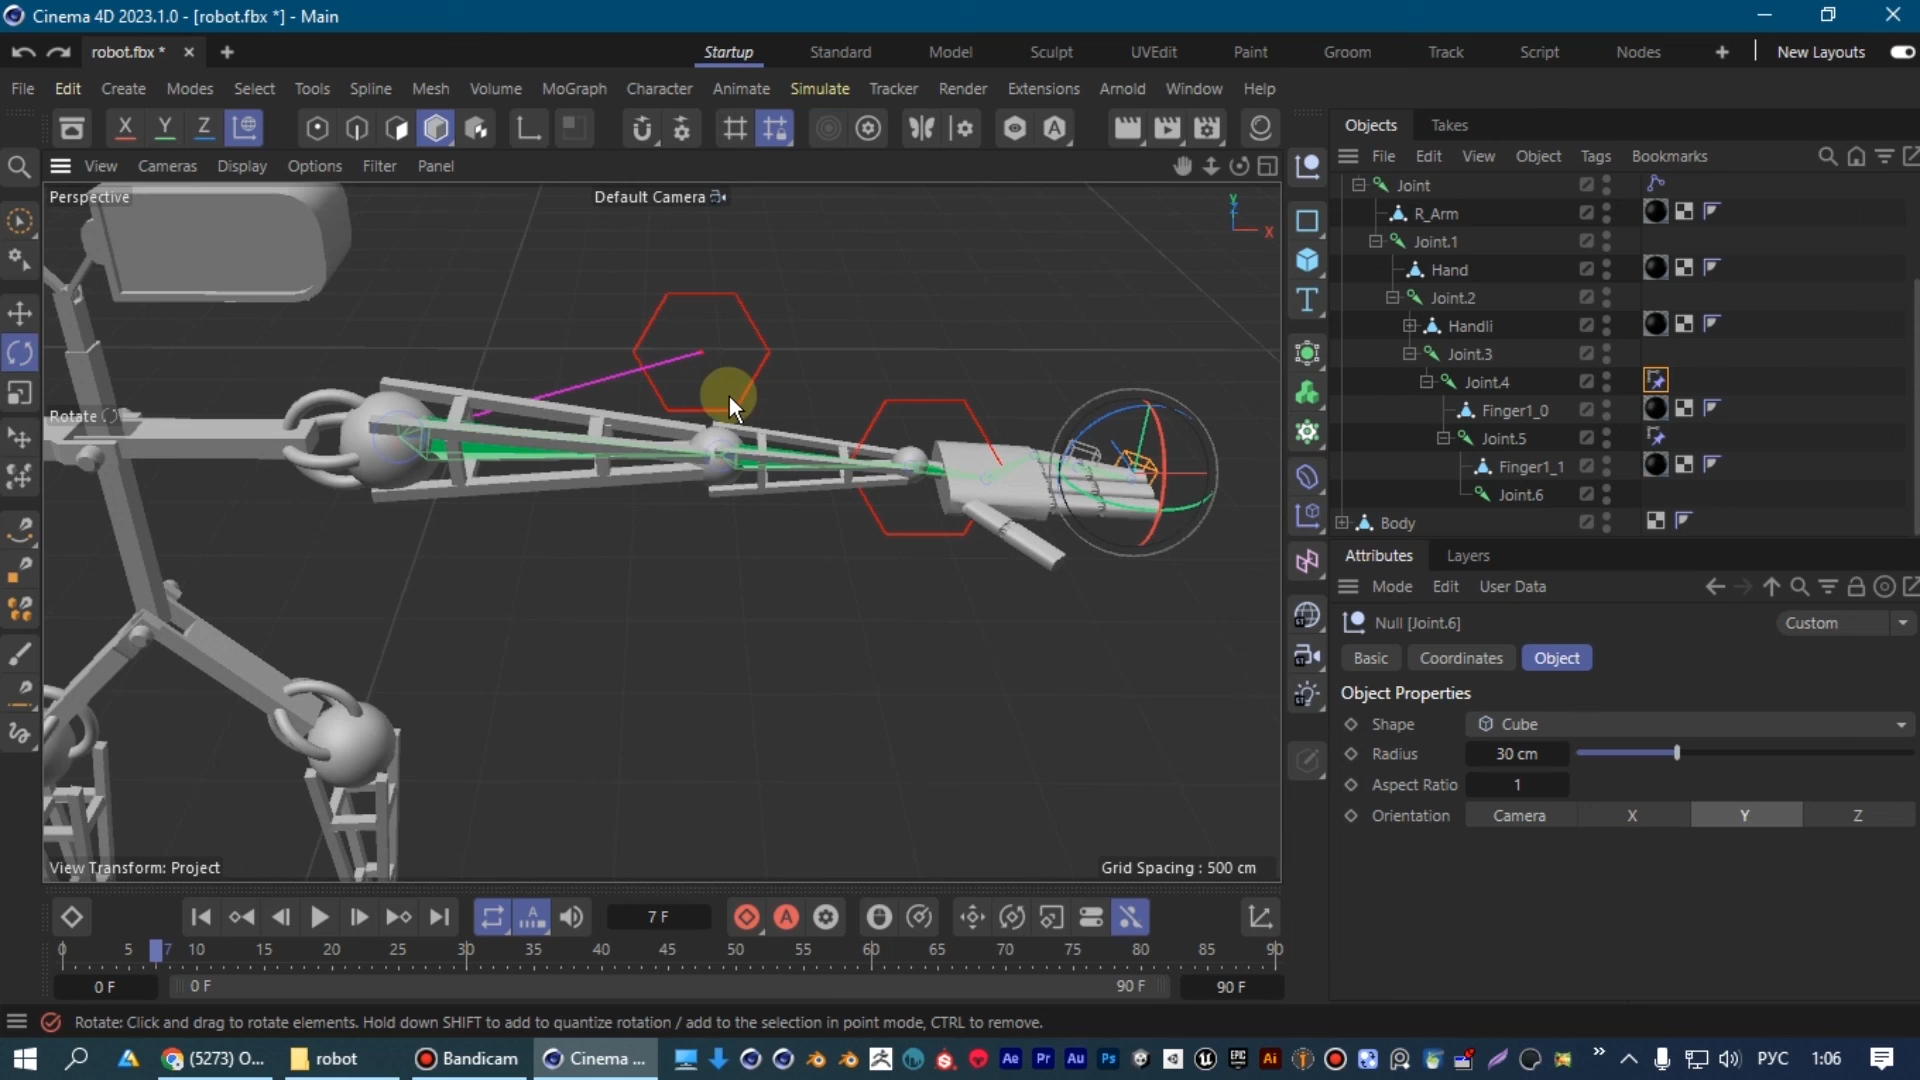 Cinema 4D 2023.1.0 - [robot.fbx *] - Main
robot.fbx *
Startup Standard Model Sculpt UVEdit Paint Groom Track Script Nodes New Layouts
File Edit Create Modes Select Tools Spline Mesh Volume MoGraph Character Animate Simulate Tracker Render Extensions Arnold Window Help
X Y Z
Objects Takes
File Edit View Object Tags Bookmarks
View Cameras Display Options Filter Panel
Perspective
Default Camera
Y
Z
X
Rotate
Joint
R_Arm
Joint.1
Hand
Joint.2
Handli
Joint.3
Joint.4
Finger1_0
Joint.5
Finger1_1
Joint.6
Body
Attributes Layers
Mode Edit User Data
Null [Joint.6]
Custom
Basic Coordinates Object
Object Properties
Shape Cube
Radius 30 cm
Aspect Ratio 1
Orientation Camera X Y Z
View Transform: Project
Grid Spacing : 500 cm
7 F
0 5 7 10 15 20 25 30 35 40 45 50 55 60 65 70 75 80 85 90
0 F 0 F 90 F 90 F
Rotate: Click and drag to rotate elements. Hold down SHIFT to add to quantize rotation / add to the selection in point mode, CTRL to remove.
(5273) O... robot Bandicam Cinema ... Ae Pr Au Ps EPIC Ai РУС 1:06